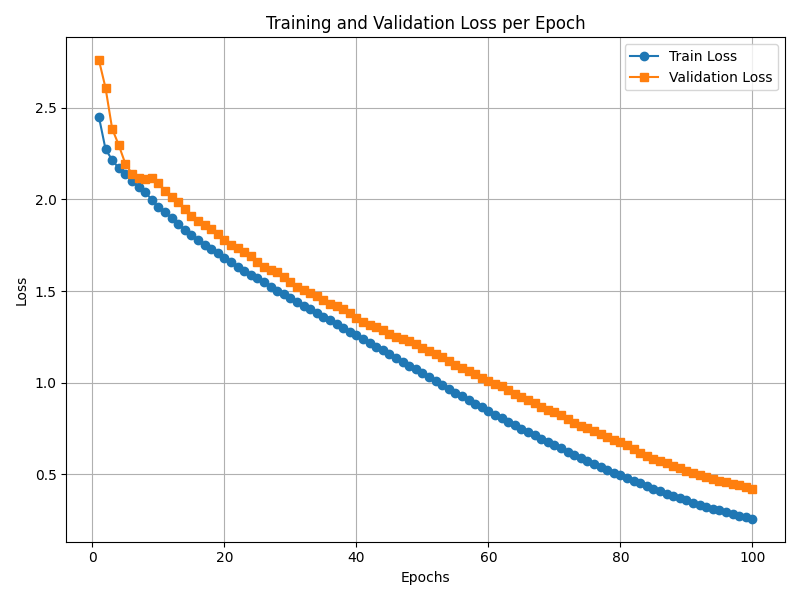 Training and Validation Loss per Epoch
Train Loss
Validation Loss
Loss
2.5
2.0
1.5
1.0
0.5
0 20 40 60 80 100
Epochs